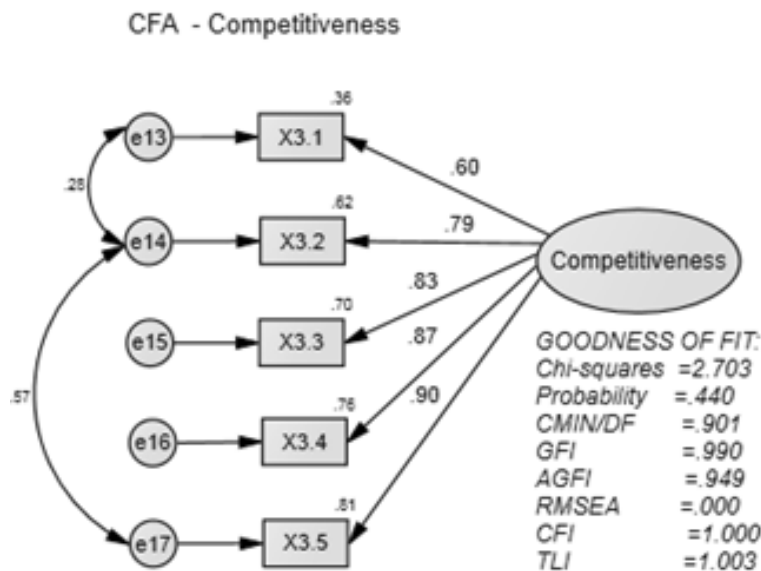 CFA - Competitiveness
.36
e13 X3.1
.60
.28
.62
e14 X3.2
.79
Competitiveness
.83
.70
e15 X3.3
.87
.57
.90
.76
e16 X3.4
.81
e17 X3.5
GOODNESS OF FIT:
Chi-squares =2.703
Probability =.440
CMIN/DF =.901
GFI =.990
AGFI =.949
RMSEA =.000
CFI =1.000
TLI =1.003